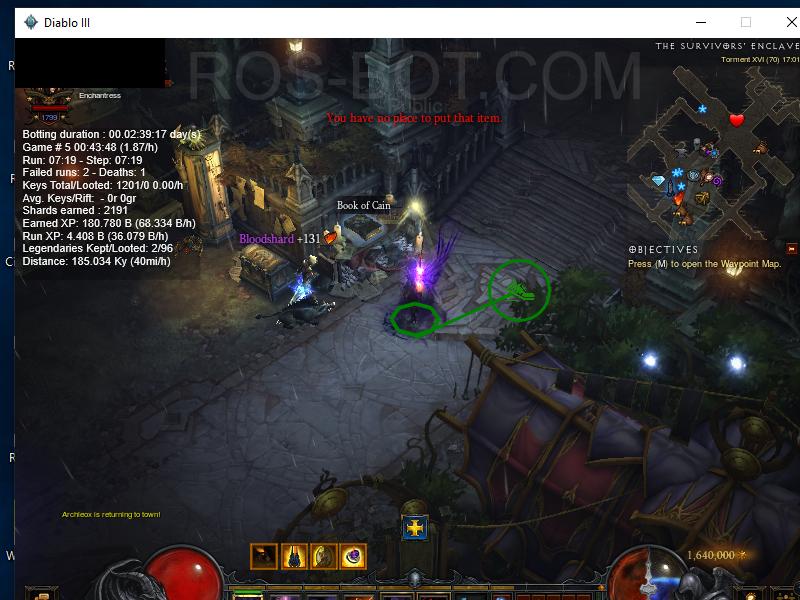 Diablo III
ROS-BOT.COM
THE SURVIVORS' ENCLAVE
Torment XVI (70) 17:01
Enchantress
1799
You have no place to put that item.
Botting duration : 00.02:39:17 day(s)
Game # 5 00:43:48 (1.87/h)
Run: 07:19 - Step: 07:19
Failed runs: 2 - Deaths: 1
Keys Total/Looted: 1201/0 0.00/h
Avg. Keys/Rift: - 0r 0gr
Shards earned : 2191
Earned XP: 180.780 B (68.334 B/h)
Run XP: 4.408 B (36.079 B/h)
Legendaries Kept/Looted: 2/96
Distance: 185.034 Ky (40mi/h)
Book of Cain
Bloodshard +131
OBJECTIVES
Press (M) to open the Waypoint Map.
Archleox is returning to town!
1,640,000